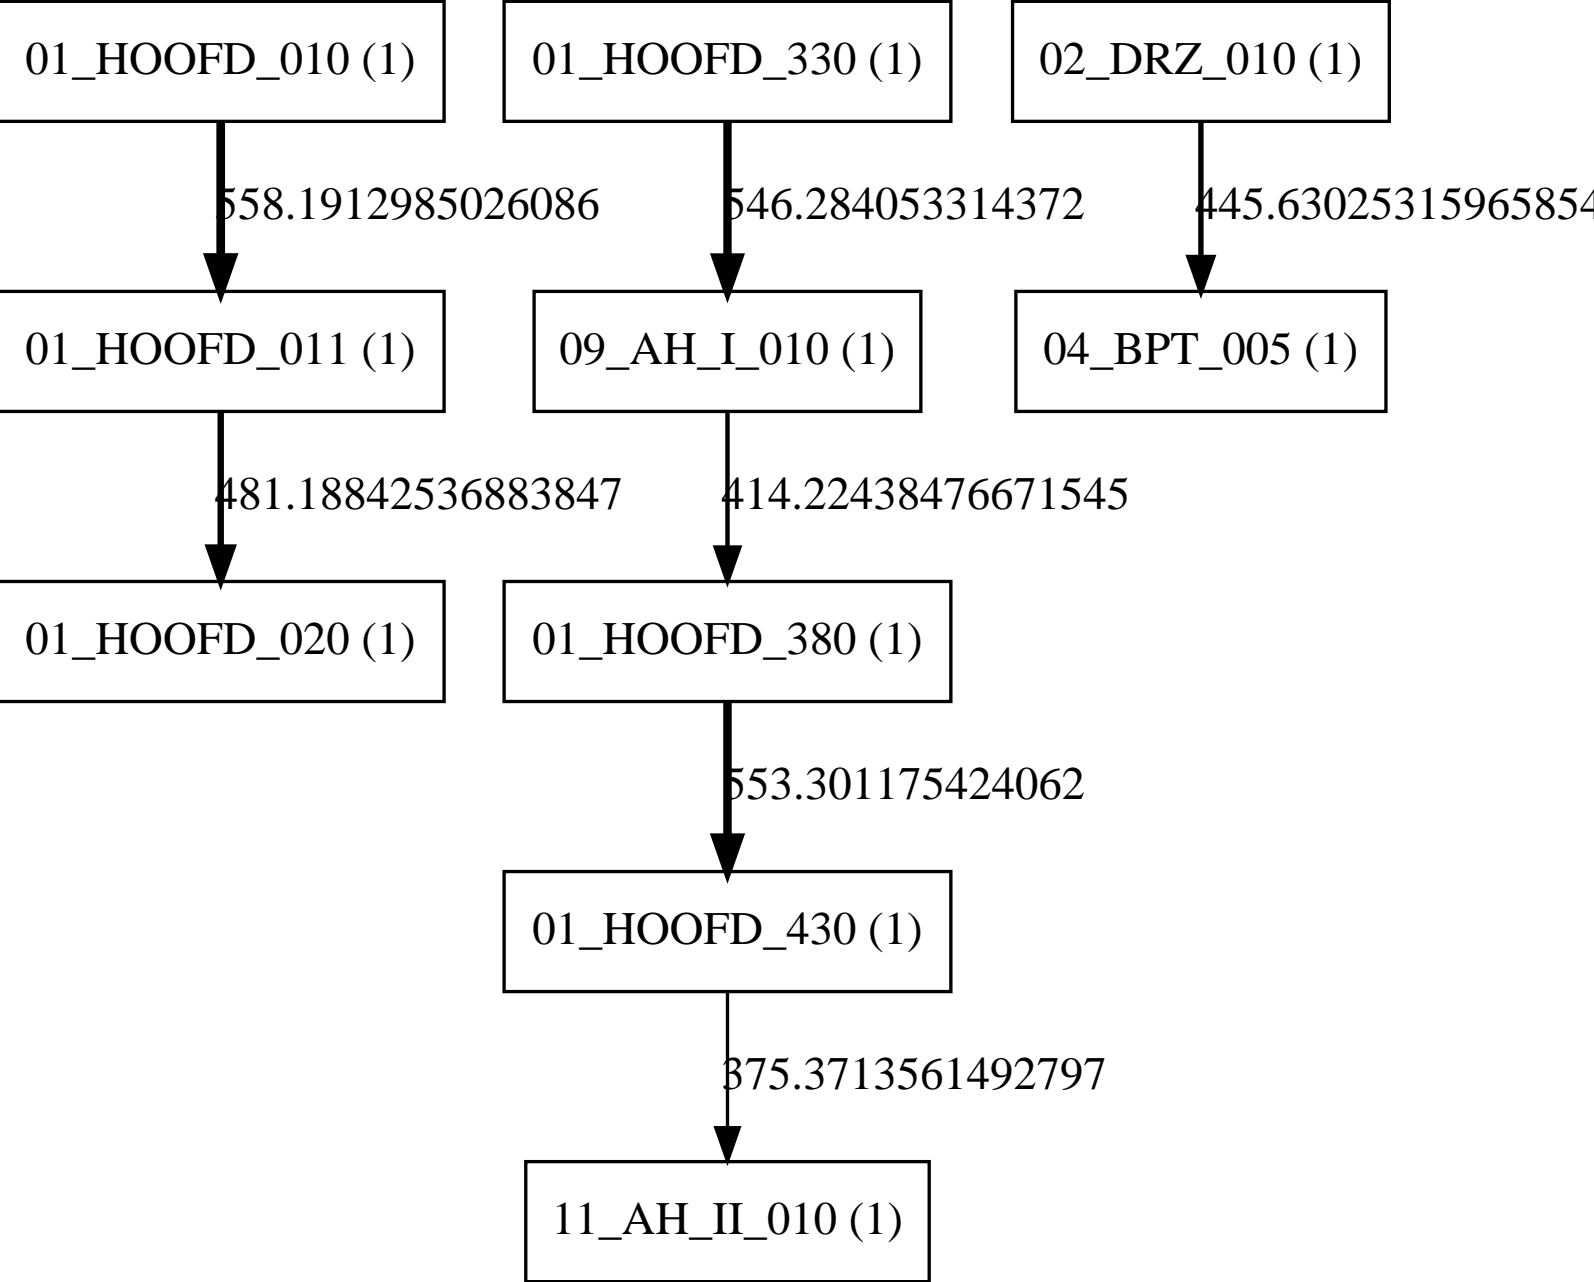 01_HOOFD_010 (1)
01_HOOFD_330 (1)
02_DRZ_010 (1)
558.1912985026086
546.284053314372
445.63025315965854
01_HOOFD_011 (1)
09_AH_I_010 (1)
04_BPT_005 (1)
481.18842536883847
414.22438476671545
01_HOOFD_020 (1)
01_HOOFD_380 (1)
553.301175424062
01_HOOFD_430 (1)
375.3713561492797
11_AH_II_010 (1)